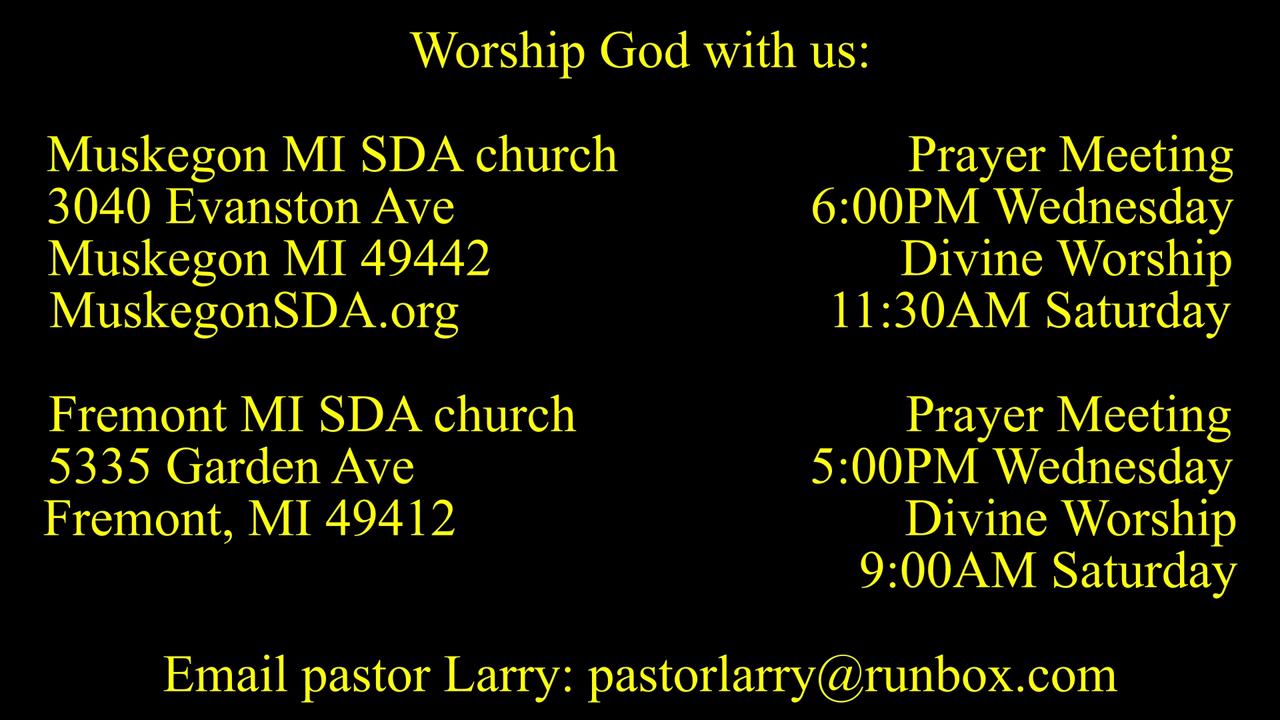 Worship God with us:
Muskegon MI SDA church
3040 Evanston Ave
Muskegon MI 49442
MuskegonSDA.org
Prayer Meeting
6:00PM Wednesday
Divine Worship
11:30AM Saturday
Fremont MI SDA church
5335 Garden Ave
Fremont, MI 49412
Prayer Meeting
5:00PM Wednesday
Divine Worship
9:00AM Saturday
Email pastor Larry: pastorlarry@runbox.com